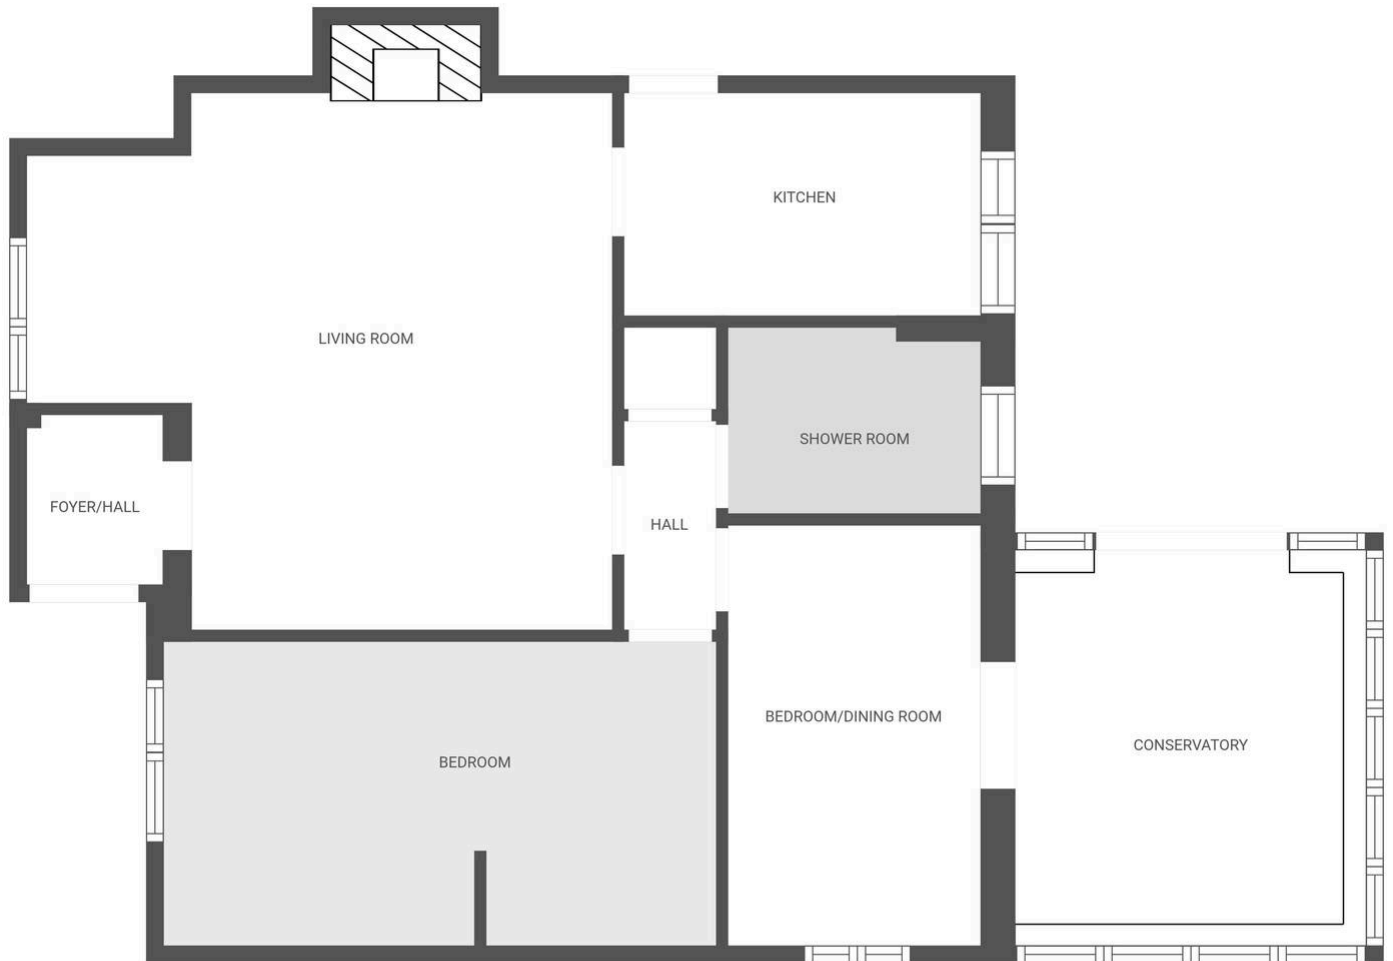 KITCHEN
LIVING ROOM
SHOWER ROOM
FOYER/HALL
HALL
BEDROOM/DINING ROOM
CONSERVATORY
BEDROOM